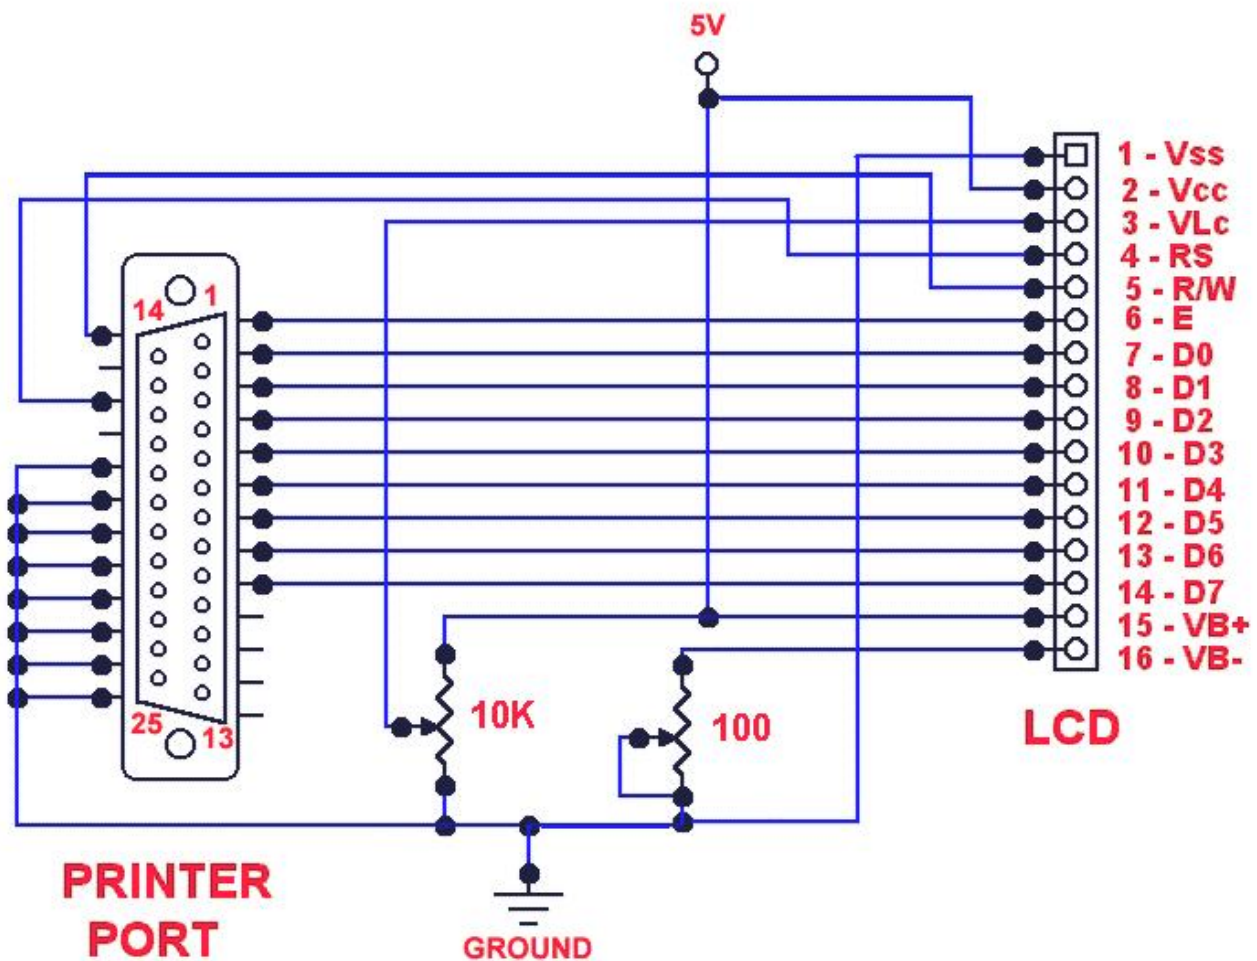 5V
1 - Vss
2 - Vcc
3 - VLc
4 - RS
5 - R/W
6 - E
7 - D0
8 - D1
9 - D2
10 - D3
11 - D4
12 - D5
13 - D6
14 - D7
15 - VB+
16 - VB-
LCD
14
1
25
13
10K
100
PRINTER
PORT
GROUND